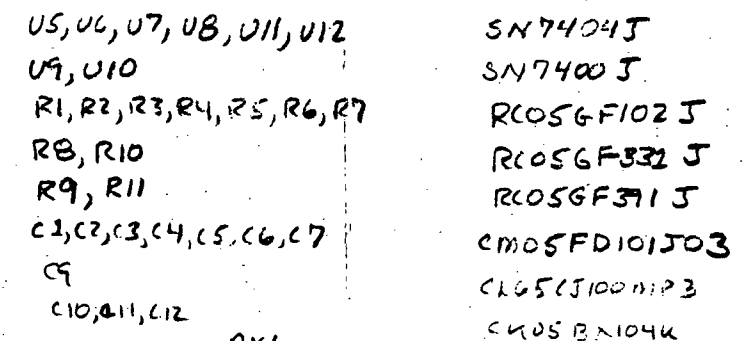 U5, U6, U7, U8, U11, U12 SN7404J
U9, U10 SN7400J
R1, R2, R3, R4, R5, R6, R7 RC05GF102J
R8, R10 RC05GF331J
R9, R11 RC05GF391J
C1, C2, C3, C4, C5, C6, C7 CM05FD101J03
C9
C10, C11, C12 CK05BX104K